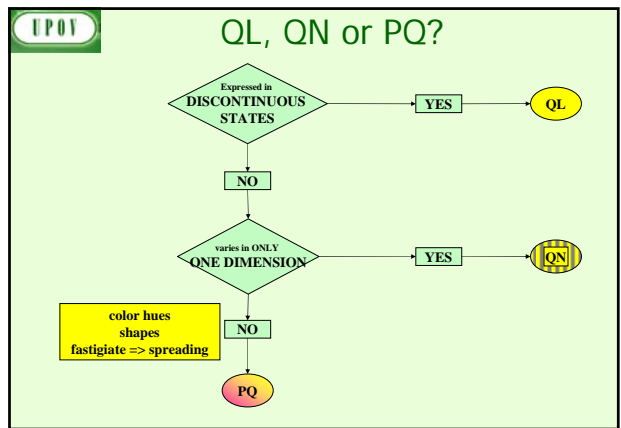 UPOV
QL, QN or PQ?
Expressed in
DISCONTINUOUS
STATES
YES
QL
NO
varies in ONLY
ONE DIMENSION
YES
QN
color hues
shapes
fastigiate => spreading
NO
PQ